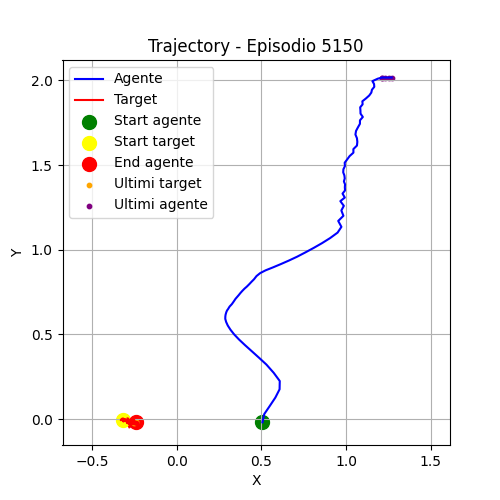 Trajectory - Episodio 5150
Agente
Target
Start agente
Start target
End agente
Ultimi target
Ultimi agente
2.0
1.5
1.0
0.5
0.0
Y
−0.5
0.0
0.5
1.0
1.5
X